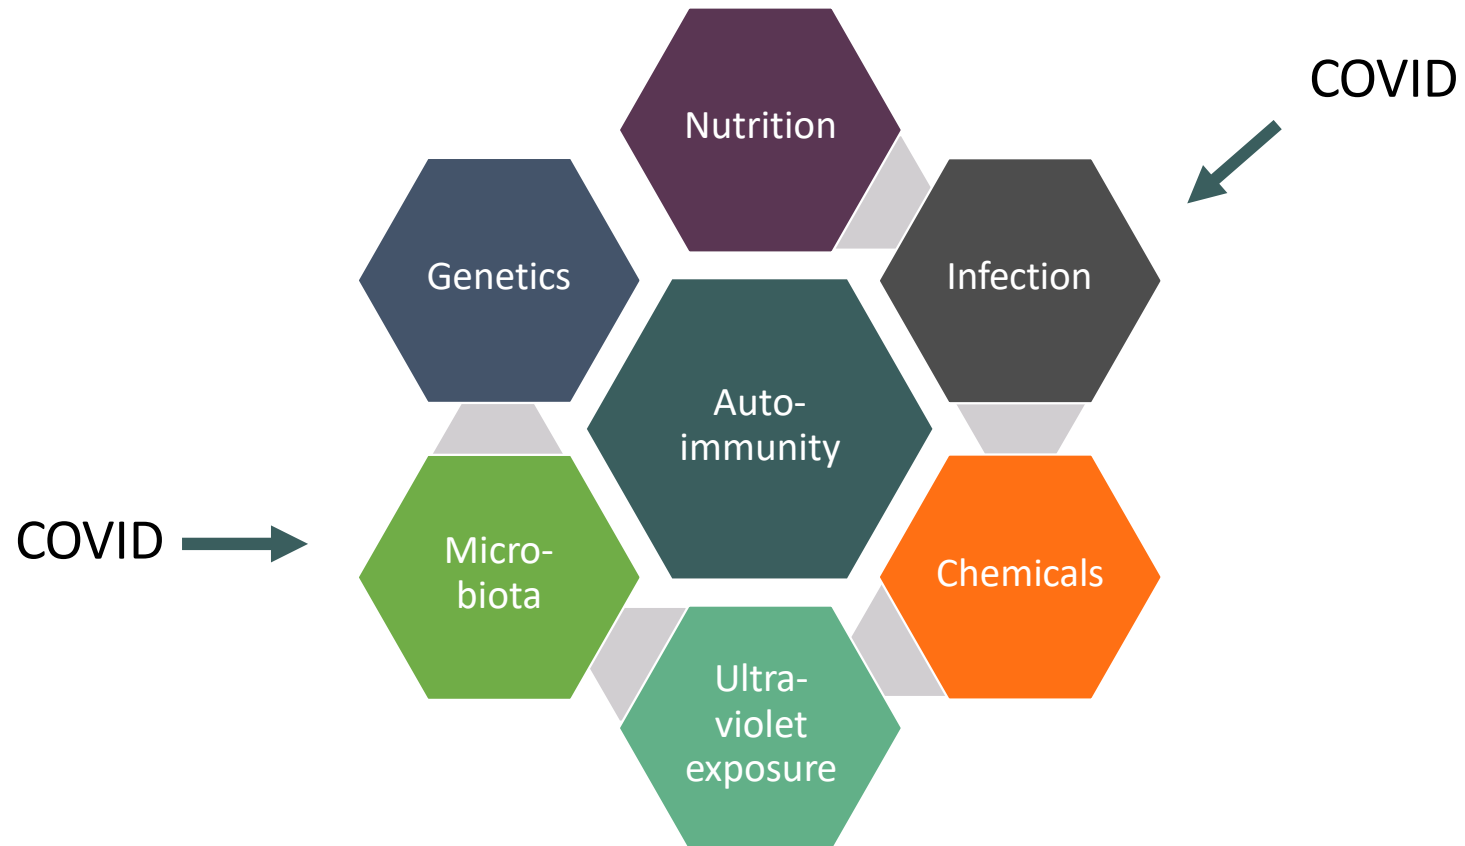 Nutrition
COVID
Genetics
Infection
Auto-
immunity
COVID
Micro-
biota
Chemicals
Ultra-
violet
exposure